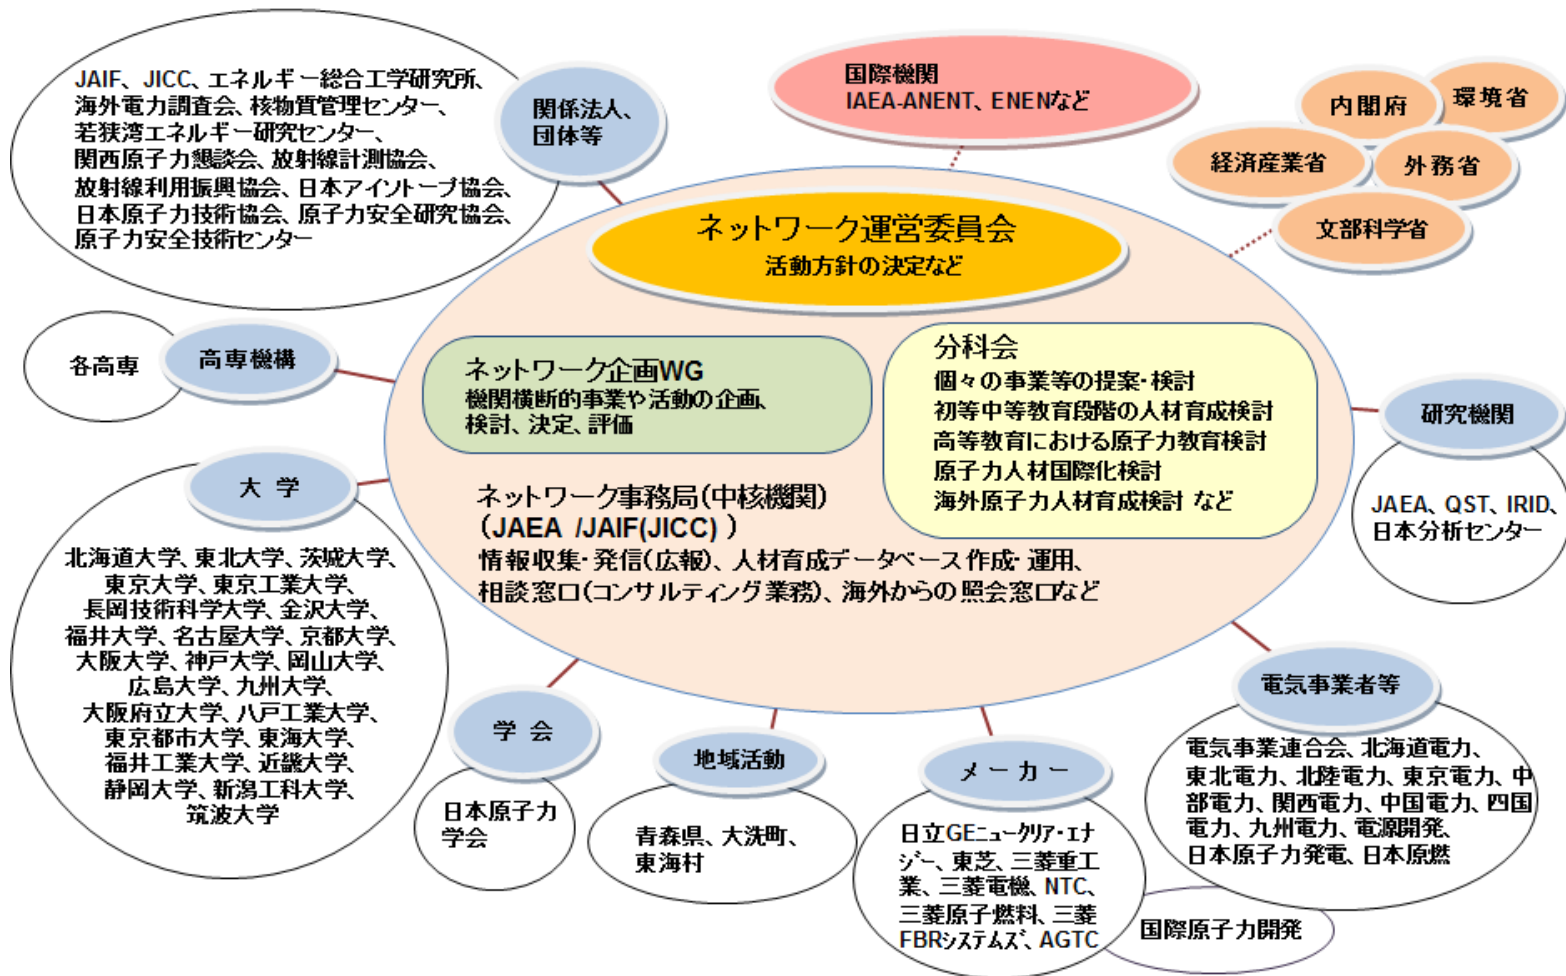 JAIF、JICC、エネルギー総合工学研究所、
海外電力調査会、核物質管理センター、
若狭湾エネルギー研究センター、
関西原子力懇談会、放射線計測協会、
放射線利用振興協会、日本アイソトープ協会、
日本原子力技術協会、原子力安全研究協会、
原子力安全技術センター
関係法人、
団体等
国際機関
IAEA-ANENT、ENENなど
内閣府
環境省
経済産業省
外務省
文部科学省
ネットワーク運営委員会
活動方針の決定など
各高専
高専機構
ネットワーク企画WG
機関横断的事業や活動の企画、
検討、決定、評価
分科会
個々の事業等の提案・検討
初等中等教育段階の人材育成検討
高等教育における原子力教育検討
原子力人材国際化検討
海外原子力人材育成検討 など
研究機関
JAEA、QST、IRID、
日本分析センター
ネットワーク事務局(中核機関)
(JAEA /JAIF(JICC) )
情報収集・発信(広報)、人材育成データベース作成・運用、
相談窓口(コンサルティング業務)、海外からの照会窓口など
大 学
北海道大学、東北大学、茨城大学、
東京大学、東京工業大学、
長岡技術科学大学、金沢大学、
福井大学、名古屋大学、京都大学、
大阪大学、神戸大学、岡山大学、
広島大学、九州大学、
大阪府立大学、八戸工業大学、
東京都市大学、東海大学、
福井工業大学、近畿大学、
静岡大学、新潟工科大学、
筑波大学
学 会
日本原子力
学会
地域活動
青森県、大洗町、
東海村
メーカー
日立GEニュークリア・エナ
ジー、東芝、三菱重工
業、三菱電機、NTC、
三菱原子燃料、三菱
FBRシステムズ、AGTC
国際原子力開発
電気事業者等
電気事業連合会、北海道電力、
東北電力、北陸電力、東京電力、中
部電力、関西電力、中国電力、四国
電力、九州電力、電源開発、
日本原子力発電、日本原燃